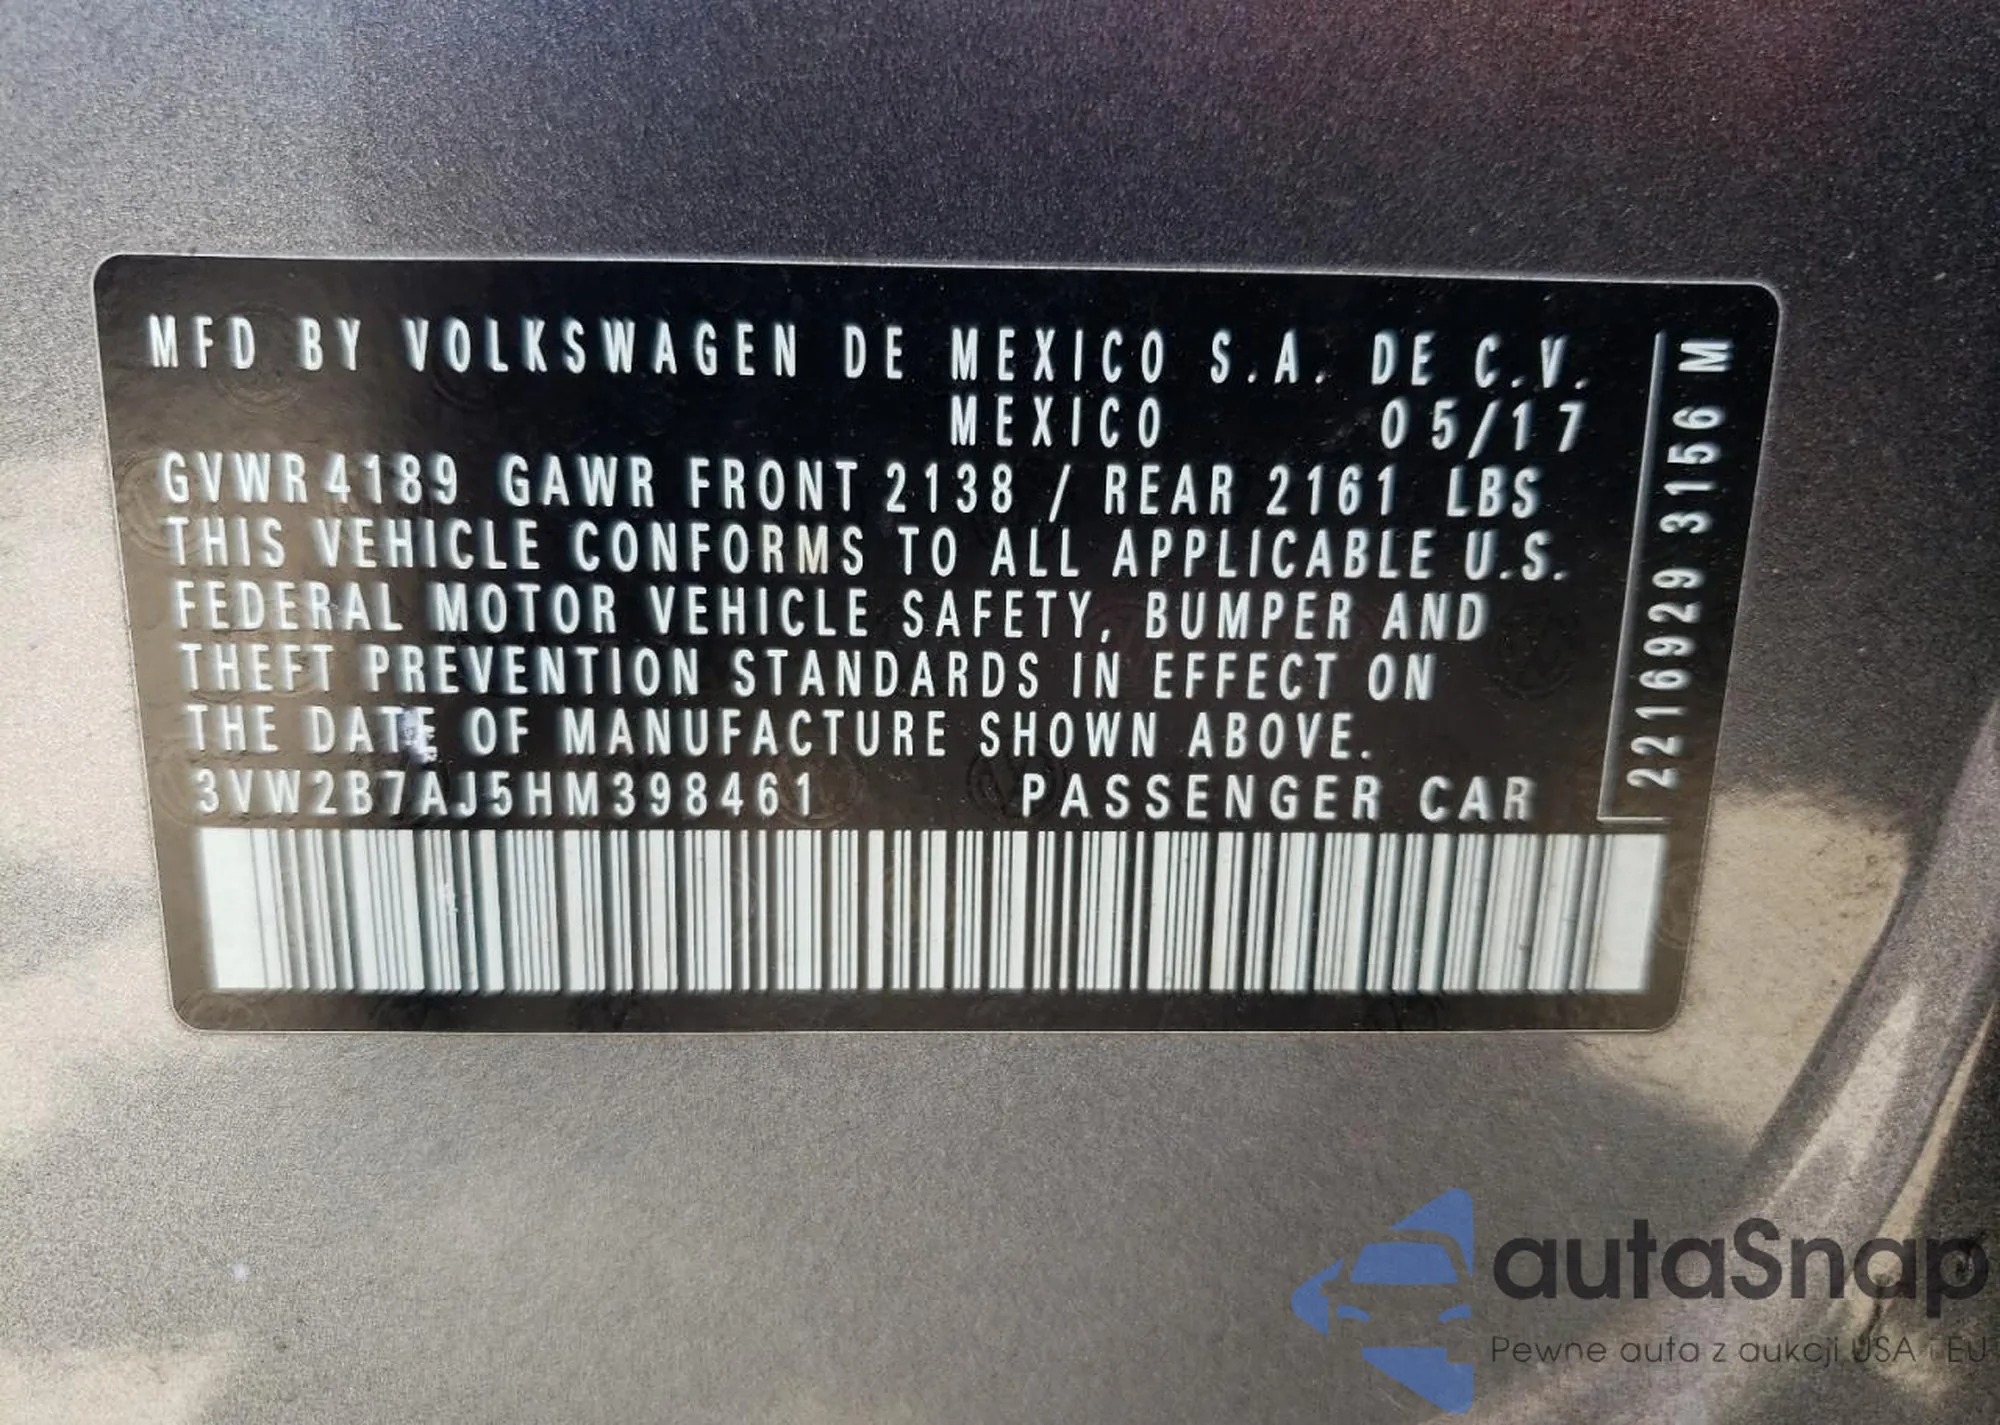 MFD BY VOLKSWAGEN DE MEXICO S.A. DE C.V.
MEXICO 05/17
GVWR 4189 GAWR FRONT 2138 / REAR 2161 LBS
THIS VEHICLE CONFORMS TO ALL APPLICABLE U.S.
FEDERAL MOTOR VEHICLE SAFETY, BUMPER AND
THEFT PREVENTION STANDARDS IN EFFECT ON
THE DATE OF MANUFACTURE SHOWN ABOVE.
3VW2B7AJ5HM398461 PASSENGER CAR
2216929 3156 M
autaSnap
Pewne auta z aukcji USA i EU